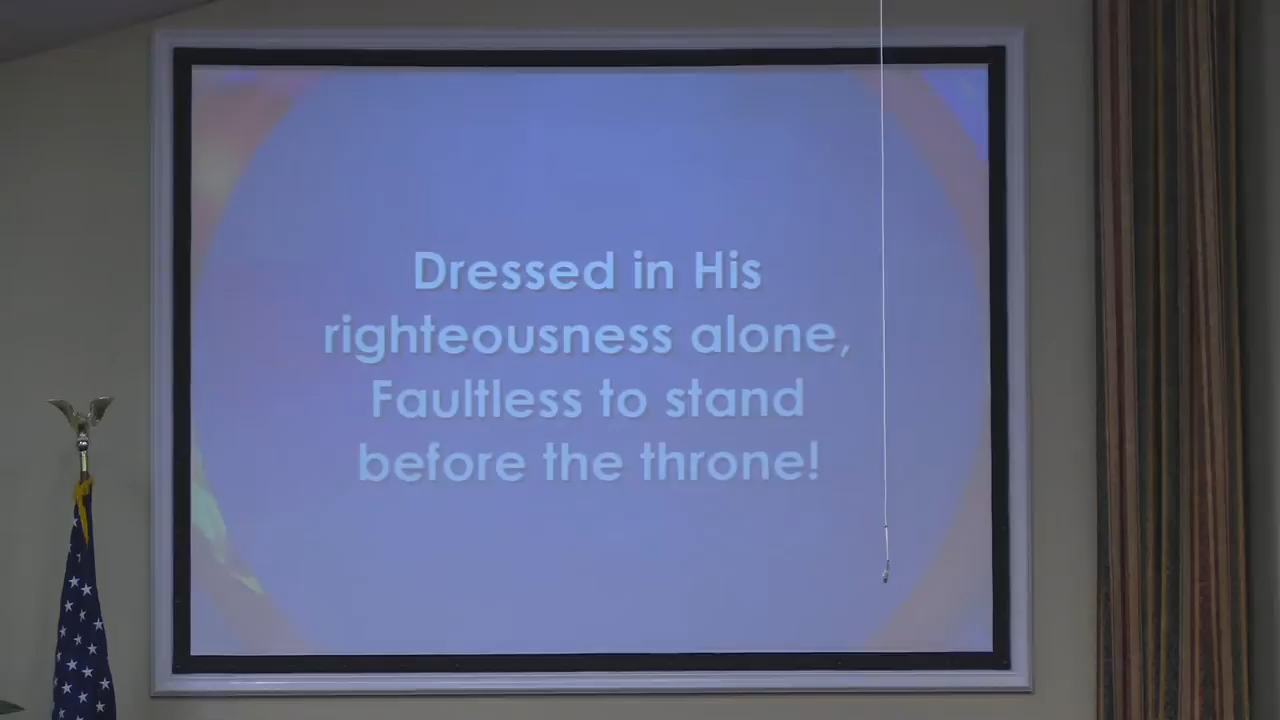 Dressed in His
righteousness alone,
Faultless to stand
before the throne!